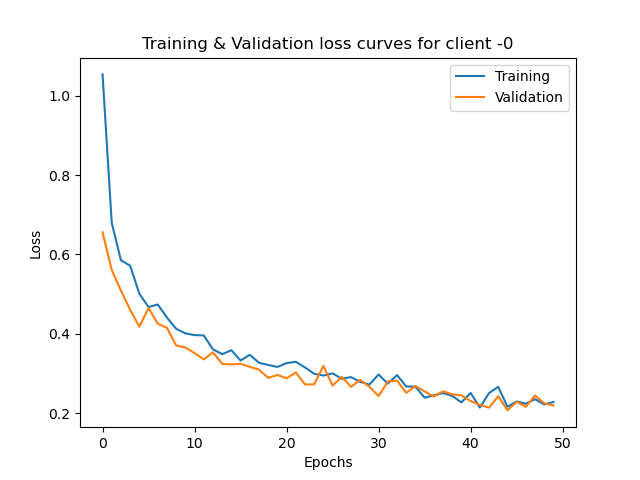 Training & Validation loss curves for client -0
Training
Validation
Loss
1.0
0.8
0.6
0.4
0.2
0
10
20
30
40
50
Epochs